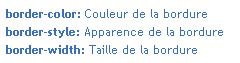 border-color: Couleur de la bordure
border-style: Apparence de la bordure
border-width: Taille de la bordure